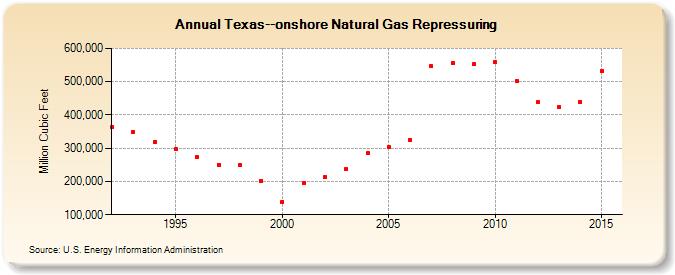 Annual Texas--onshore Natural Gas Repressuring
Million Cubic Feet
600,000
500,000
400,000
300,000
200,000
100,000
1995 2000 2005 2010 2015
Source: U.S. Energy Information Administration